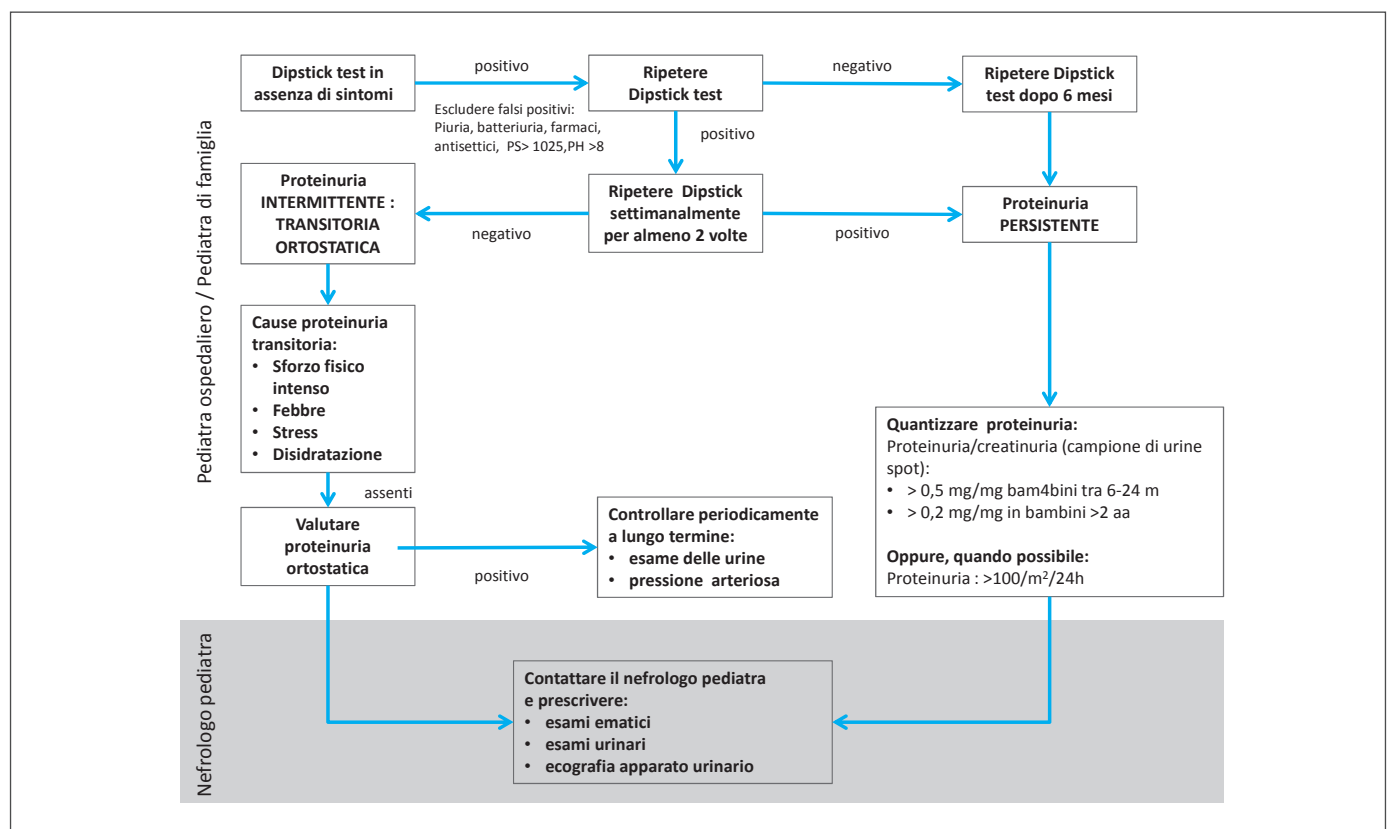 Dipstick test in
assenza di sintomi
positivo
Escludere falsi positivi:
Piuria, batteriuria, farmaci,
antisettici, PS> 1025,PH >8
Ripetere
Dipstick test
negativo
Ripetere Dipstick
test dopo 6 mesi
positivo
Proteinuria
INTERMITTENTE :
TRANSITORIA
ORTOSTATICA
negativo
Ripetere Dipstick
settimanalmente
per almeno 2 volte
positivo
Proteinuria
PERSISTENTE
Cause proteinuria
transitoria:
• Sforzo fisico
intenso
• Febbre
• Stress
• Disidratazione
assenti
Valutare
proteinuria
ortostatica
positivo
Controllare periodicamente
a lungo termine:
• esame delle urine
• pressione arteriosa
Quantizzare proteinuria:
Proteinuria/creatinuria (campione di urine
spot):
• > 0,5 mg/mg bam4bini tra 6-24 m
• > 0,2 mg/mg in bambini >2 aa
Oppure, quando possibile:
Proteinuria : >100/m²/24h
Contattare il nefrologo pediatra
e prescrivere:
• esami ematici
• esami urinari
• ecografia apparato urinario
Pediatra ospedaliero / Pediatra di famiglia
Nefrologo pediatra